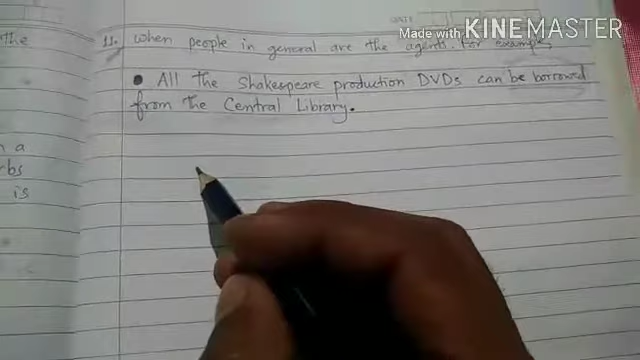 Made with KINEMASTER
DATE
the
11. When people in general are the agents. For example,
• All the Shakespeare production DVDs can be borrowed
from the Central Library.
n a
rbs
is